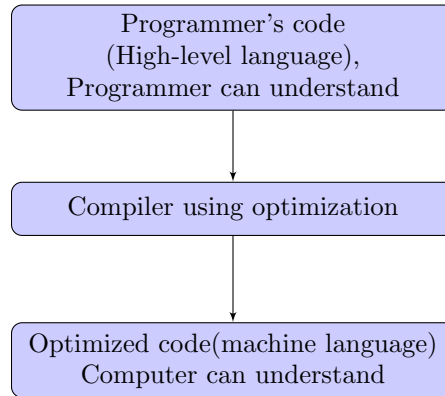 Programmer's code
(High-level language),
Programmer can understand
Compiler using optimization
Optimized code(machine language)
Computer can understand